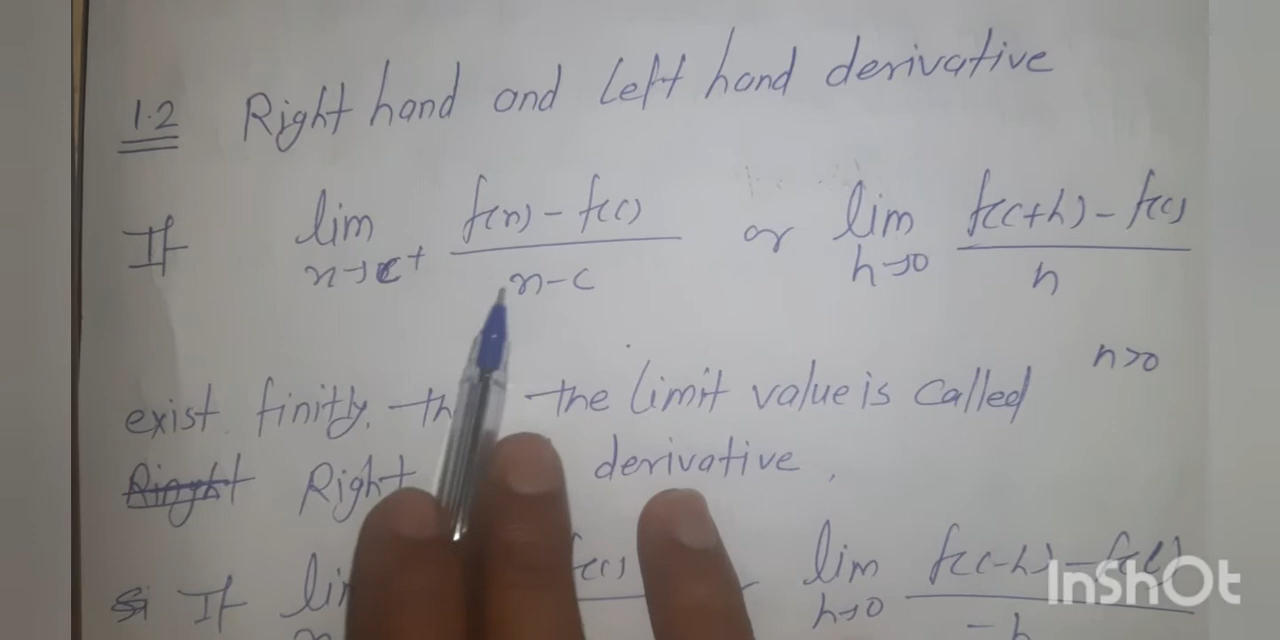 1.2 Right hand and left hand derivative
If lim n→c+ f(n) - f(c) / n-c or lim h→0 f(c+h) - f(c) / h
h>0
exist finitly, the limit value is called
Right derivative.
If f(c) lim h→0 f(c-h) - f(c) / -h
InShOt